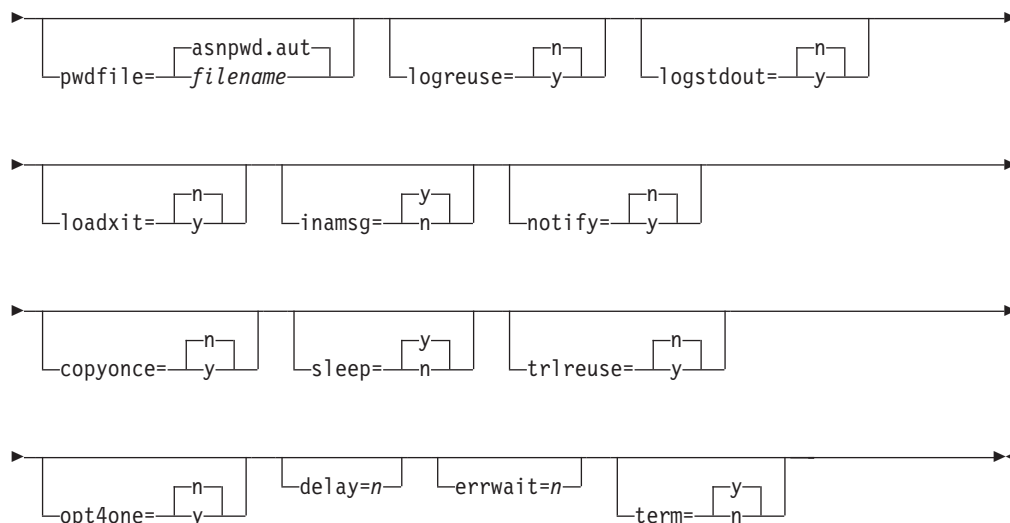 asnpwd.aut n n
pwdfile= filename logreuse= y logstdout= y
n y n
loadxit= y inamsg= n notify= y
n y n
copyonce= y sleep= n trlreuse= y
n delay=n errwait=n y
opt4one= y term= n